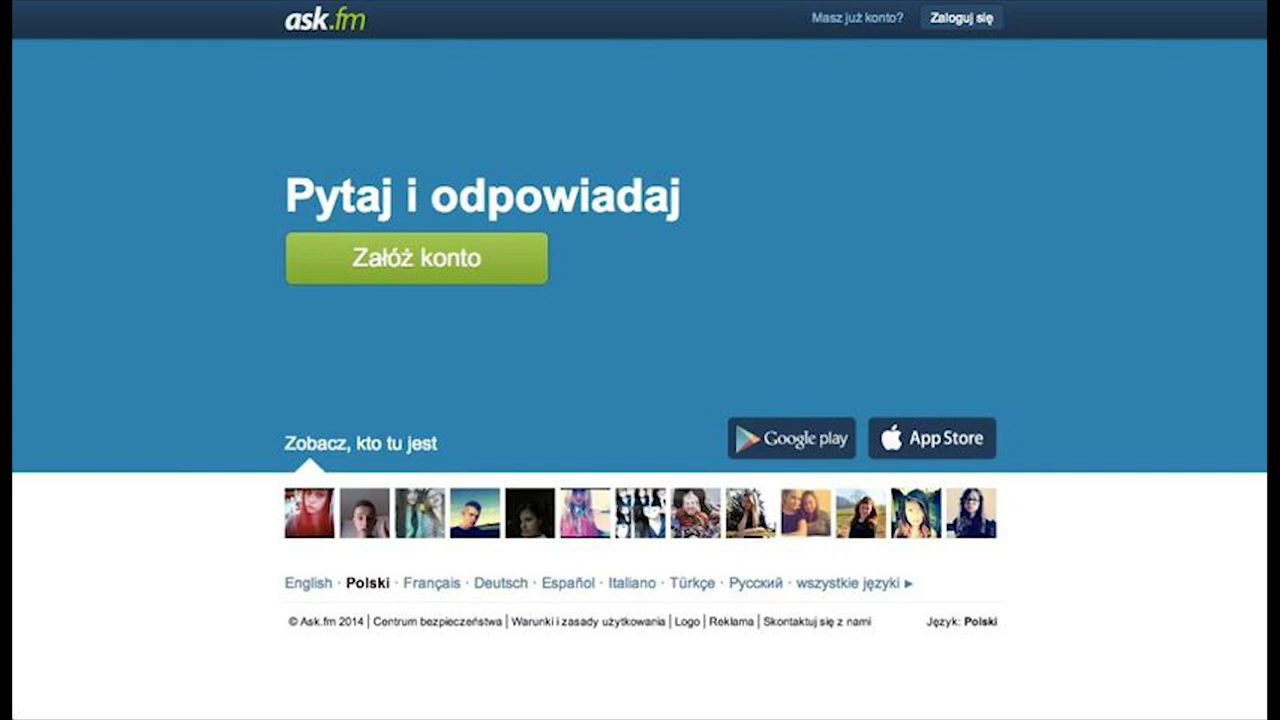 ask.fm
Masz już konto? Zaloguj się
Pytaj i odpowiadaj
Załóż konto
Zobacz, kto tu jest
Google play
App Store
English · Polski · Français · Deutsch · Español · Italiano · Türkçe · Русский · wszystkie języki ▶
© Ask.fm 2014 | Centrum bezpieczeństwa | Warunki i zasady użytkowania | Logo | Reklama | Skontaktuj się z nami
Język: Polski